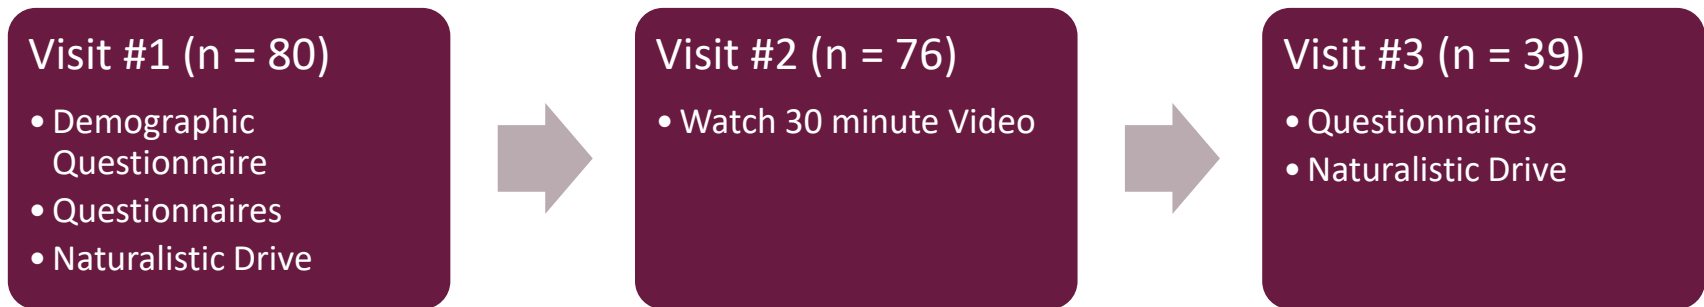 Visit #1 (n = 80)
• Demographic
Questionnaire
• Questionnaires
• Naturalistic Drive
Visit #2 (n = 76)
• Watch 30 minute Video
Visit #3 (n = 39)
• Questionnaires
• Naturalistic Drive